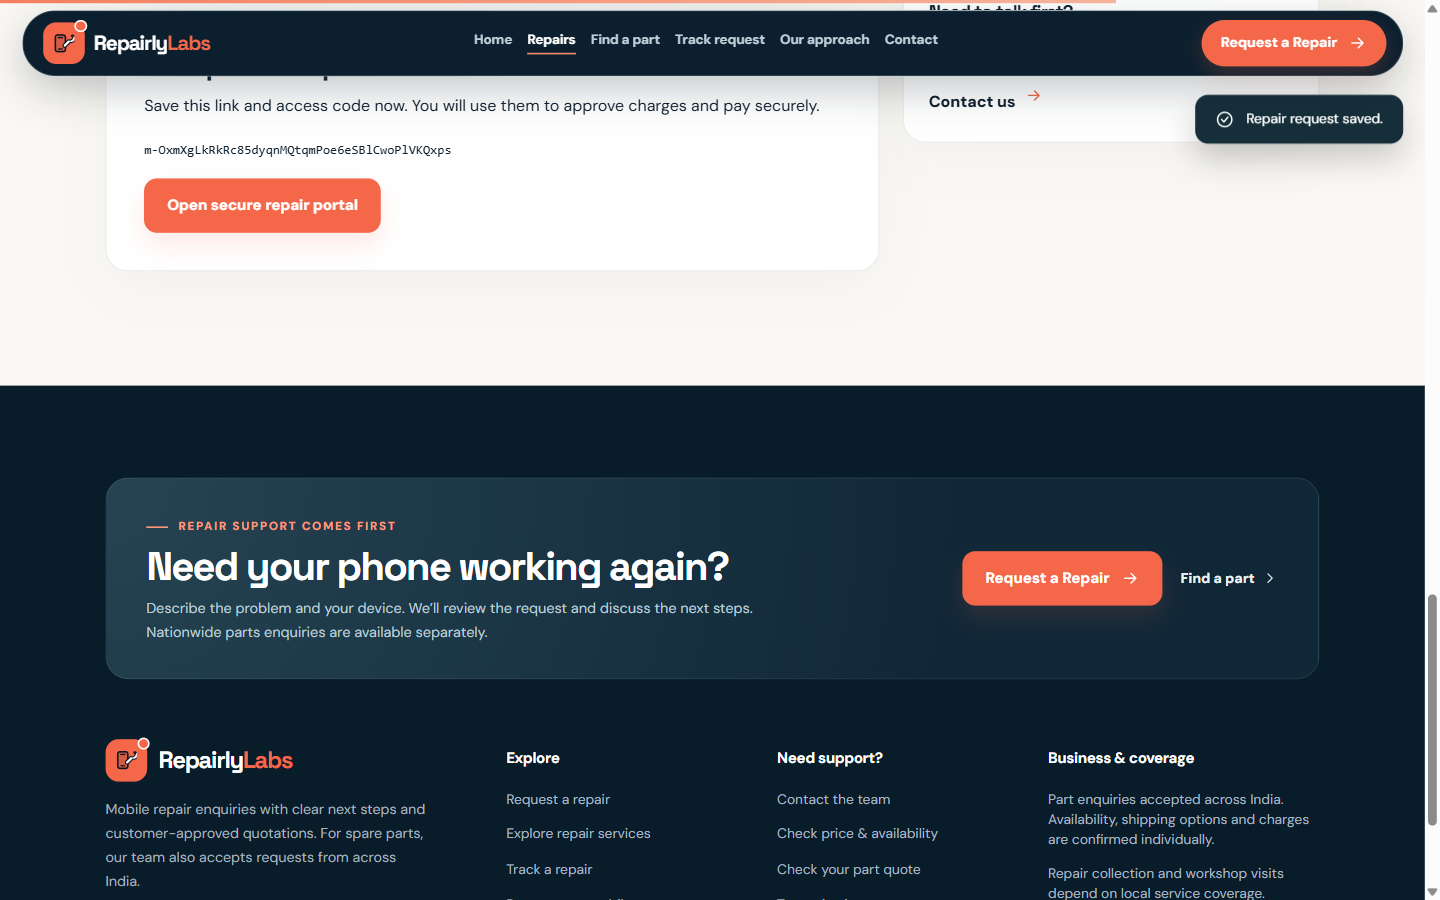 RepairlyLabs
Home
Repairs
Find a part
Track request
Our approach
Contact
Request a Repair
Save this link and access code now. You will use them to approve charges and pay securely.
m-OxmXgLkRkRc85dyqnMQtqmPoe6eSBlCwoPlVKQxps
Open secure repair portal
Contact us
Repair request saved.
REPAIR SUPPORT COMES FIRST
Need your phone working again?
Describe the problem and your device. We’ll review the request and discuss the next steps.
Nationwide parts enquiries are available separately.
Request a Repair
Find a part
RepairlyLabs
Mobile repair enquiries with clear next steps and
customer-approved quotations. For spare parts,
our team also accepts requests from across
India.
Explore
Request a repair
Explore repair services
Track a repair
Need support?
Contact the team
Check price & availability
Check your part quote
Business & coverage
Part enquiries accepted across India.
Availability, shipping options and charges
are confirmed individually.
Repair collection and workshop visits
depend on local service coverage.